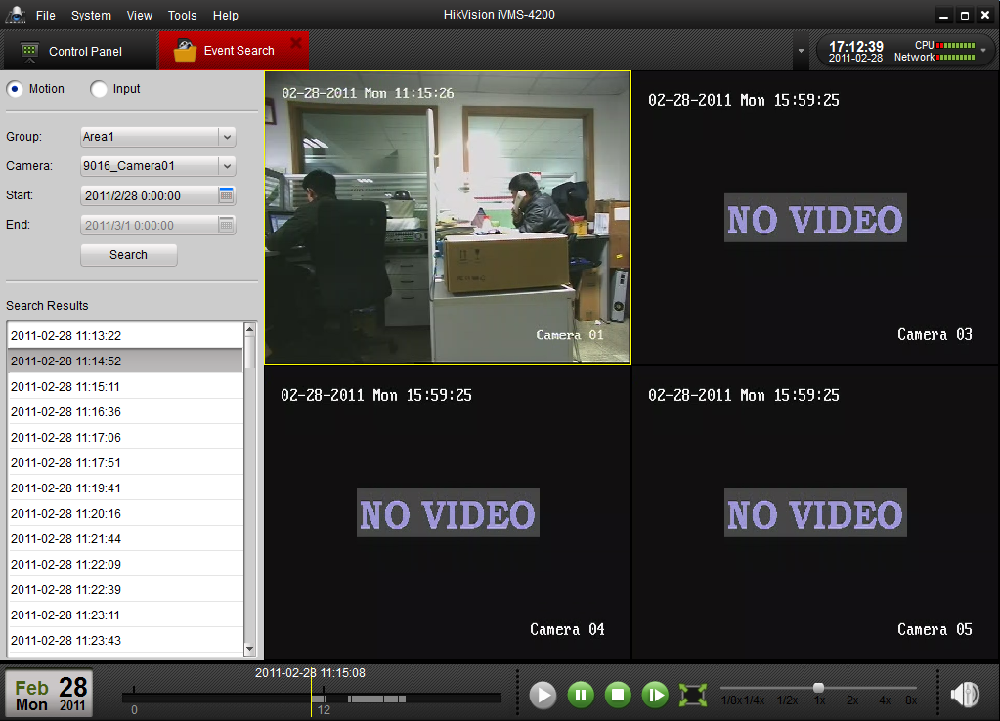 File System View Tools Help HikVision iVMS-4200
Control Panel Event Search 17:12:39 CPU
2011-02-28 Network
Motion Input
Group: Area1
Camera: 9016_Camera01
Start: 2011/2/28 0:00:00
End: 2011/3/1 0:00:00
Search
Search Results
2011-02-28 11:13:22
2011-02-28 11:14:52
2011-02-28 11:15:11
2011-02-28 11:16:36
2011-02-28 11:17:06
2011-02-28 11:17:51
2011-02-28 11:19:41
2011-02-28 11:20:16
2011-02-28 11:21:44
2011-02-28 11:22:09
2011-02-28 11:22:39
2011-02-28 11:23:11
2011-02-28 11:23:43
02-28-2011 Mon 11:15:26
Camera 01
02-28-2011 Mon 15:59:25
NO VIDEO
Camera 03
02-28-2011 Mon 15:59:25
NO VIDEO
Camera 04
02-28-2011 Mon 15:59:25
NO VIDEO
Camera 05
Feb 28
Mon 2011
2011-02-28 11:15:08
0 12
1/8x 1/4x 1/2x 1x 2x 4x 8x